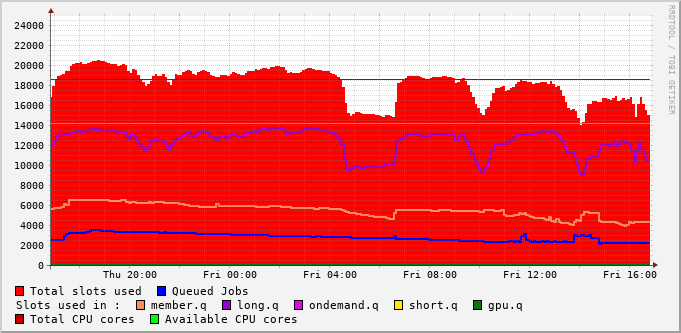 24000
22000
20000
18000
16000
14000
12000
10000
8000
6000
4000
2000
0
Thu 20:00 Fri 00:00 Fri 04:00 Fri 08:00 Fri 12:00 Fri 16:00
Total slots used Queued Jobs
Slots used in : member.q long.q ondemand.q short.q gpu.q
Total CPU cores Available CPU cores
RRDTOOL / TOBI OETIKER